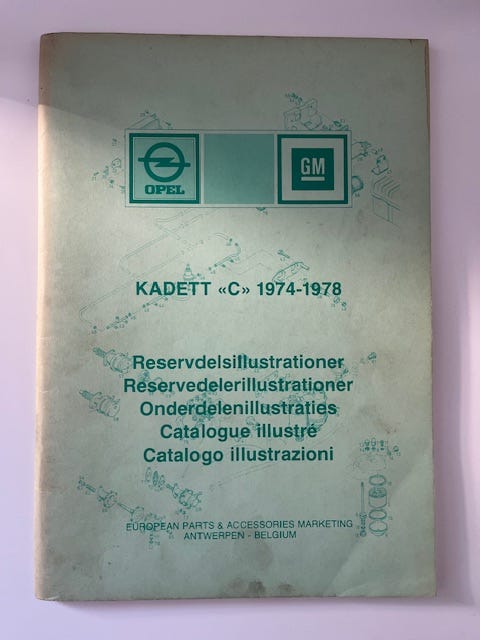 OPEL
GM
KADETT «C» 1974-1978
Reservdelsillustrationer
Reservedelerillustrationer
Onderdelenillustraties
Catalogue illustré
Catalogo illustrazioni
EUROPEAN PARTS & ACCESSORIES MARKETING
ANTWERPEN - BELGIUM